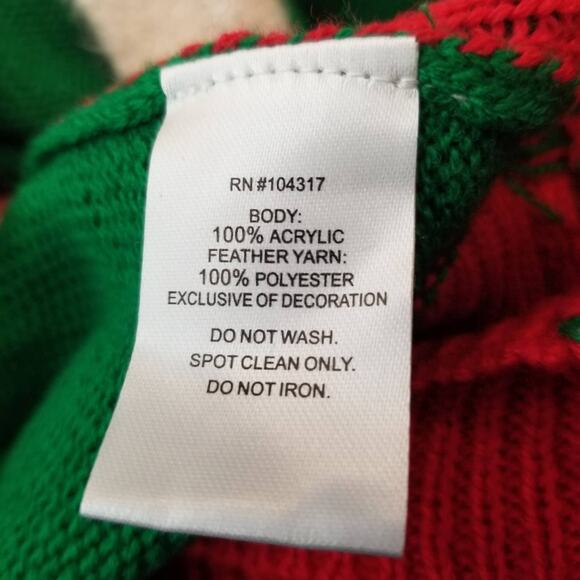 RN #104317
BODY:
100% ACRYLIC
FEATHER YARN:
100% POLYESTER
EXCLUSIVE OF DECORATION
DO NOT WASH.
SPOT CLEAN ONLY.
DO NOT IRON.